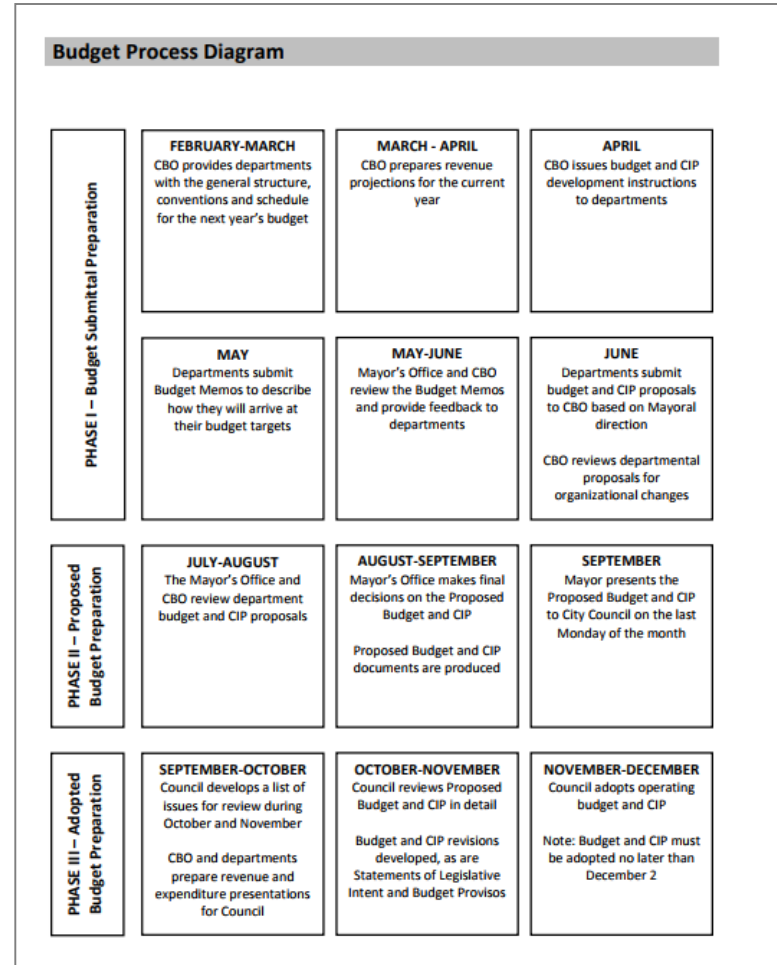 Budget Process Diagram
PHASE I – Budget Submittal Preparation
FEBRUARY-MARCH
CBO provides departments
with the general structure,
conventions and schedule
for the next year's budget
MARCH - APRIL
CBO prepares revenue
projections for the current
year
APRIL
CBO issues budget and CIP
development instructions
to departments
MAY
Departments submit
Budget Memos to describe
how they will arrive at
their budget targets
MAY-JUNE
Mayor's Office and CBO
review the Budget Memos
and provide feedback to
departments
JUNE
Departments submit
budget and CIP proposals
to CBO based on Mayoral
direction
CBO reviews departmental
proposals for
organizational changes
PHASE II – Proposed
Budget Preparation
JULY-AUGUST
The Mayor's Office and
CBO review department
budget and CIP proposals
AUGUST-SEPTEMBER
Mayor's Office makes final
decisions on the Proposed
Budget and CIP
Proposed Budget and CIP
documents are produced
SEPTEMBER
Mayor presents the
Proposed Budget and CIP
to City Council on the last
Monday of the month
PHASE III – Adopted
Budget Preparation
SEPTEMBER-OCTOBER
Council develops a list of
issues for review during
October and November
CBO and departments
prepare revenue and
expenditure presentations
for Council
OCTOBER-NOVEMBER
Council reviews Proposed
Budget and CIP in detail
Budget and CIP revisions
developed, as are
Statements of Legislative
Intent and Budget Provisos
NOVEMBER-DECEMBER
Council adopts operating
budget and CIP
Note: Budget and CIP must
be adopted no later than
December 2